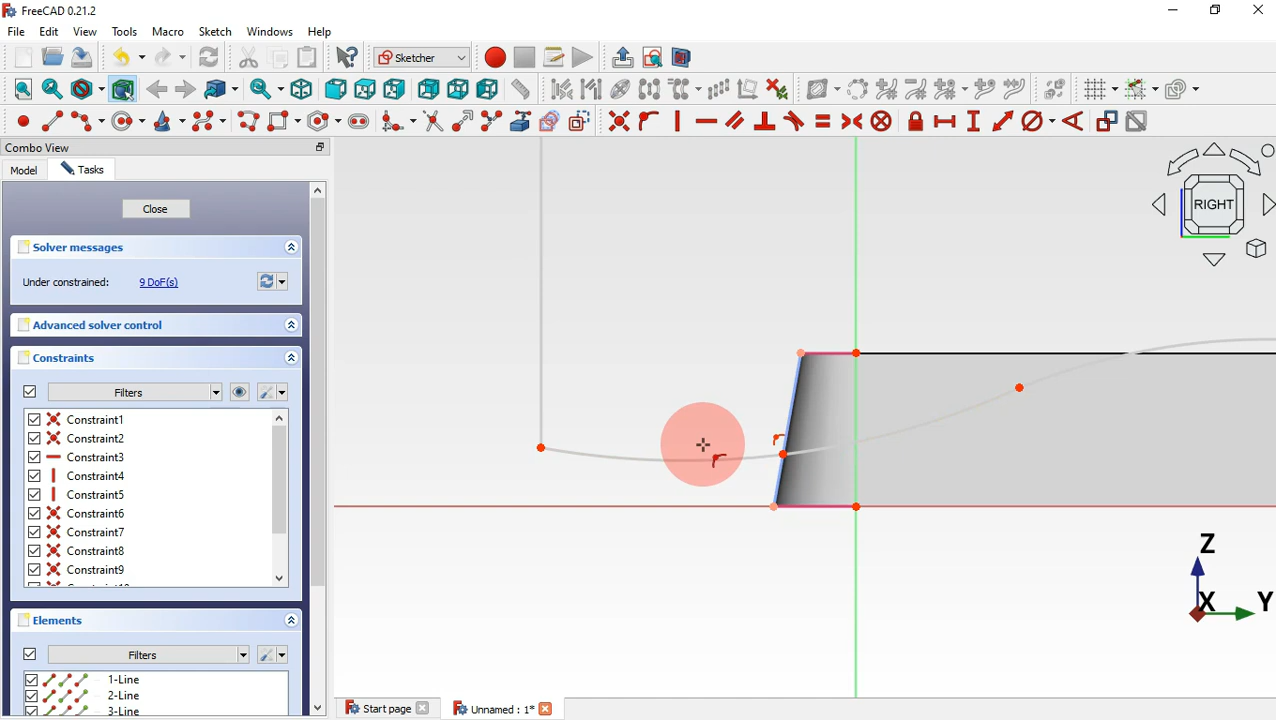 FreeCAD 0.21.2
File Edit View Tools Macro Sketch Windows Help
Sketcher
Combo View
Model Tasks
Close
Solver messages
Under constrained: 9 DoF(s)
Advanced solver control
Constraints
Filters
Constraint1
Constraint2
Constraint3
Constraint4
Constraint5
Constraint6
Constraint7
Constraint8
Constraint9
Constraint10
Elements
Filters
1-Line
2-Line
3-Line
RIGHT
Z
X Y
Start page Unnamed : 1*